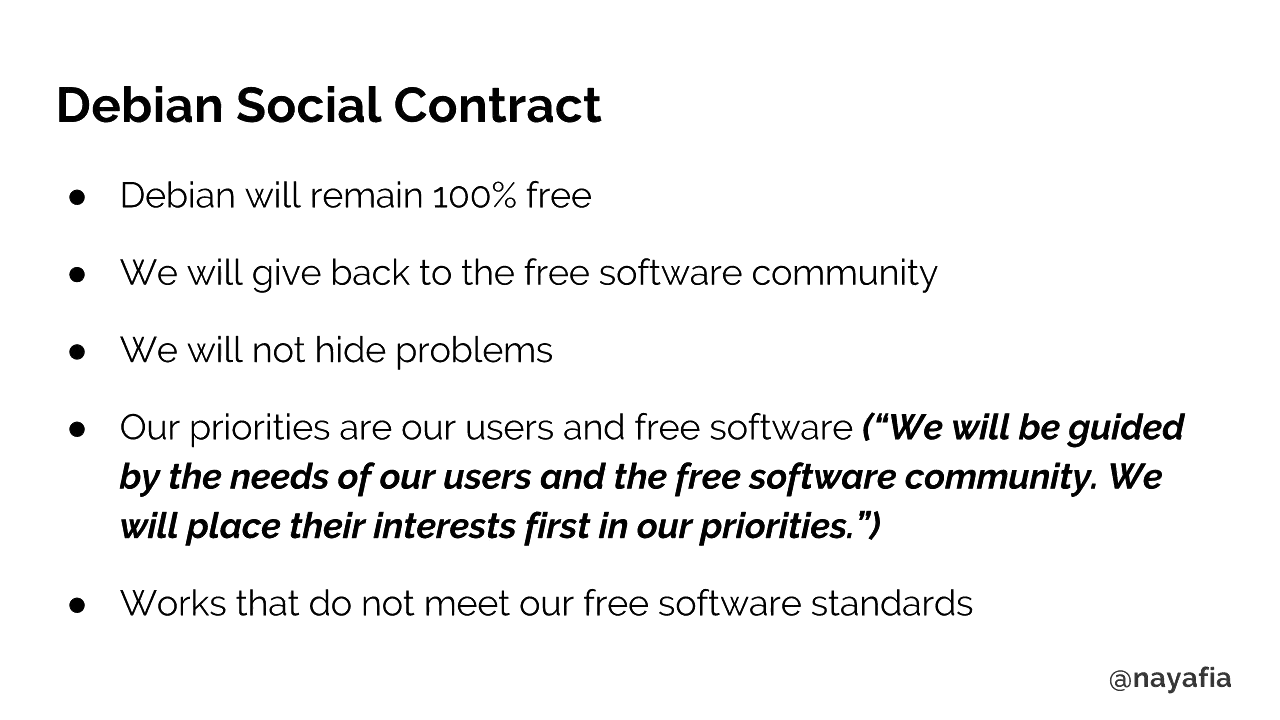 Debian Social Contract
● Debian will remain 100% free
● We will give back to the free software community
● We will not hide problems
● Our priorities are our users and free software (“We will be guided
by the needs of our users and the free software community. We
will place their interests first in our priorities.”)
● Works that do not meet our free software standards
@nayafia